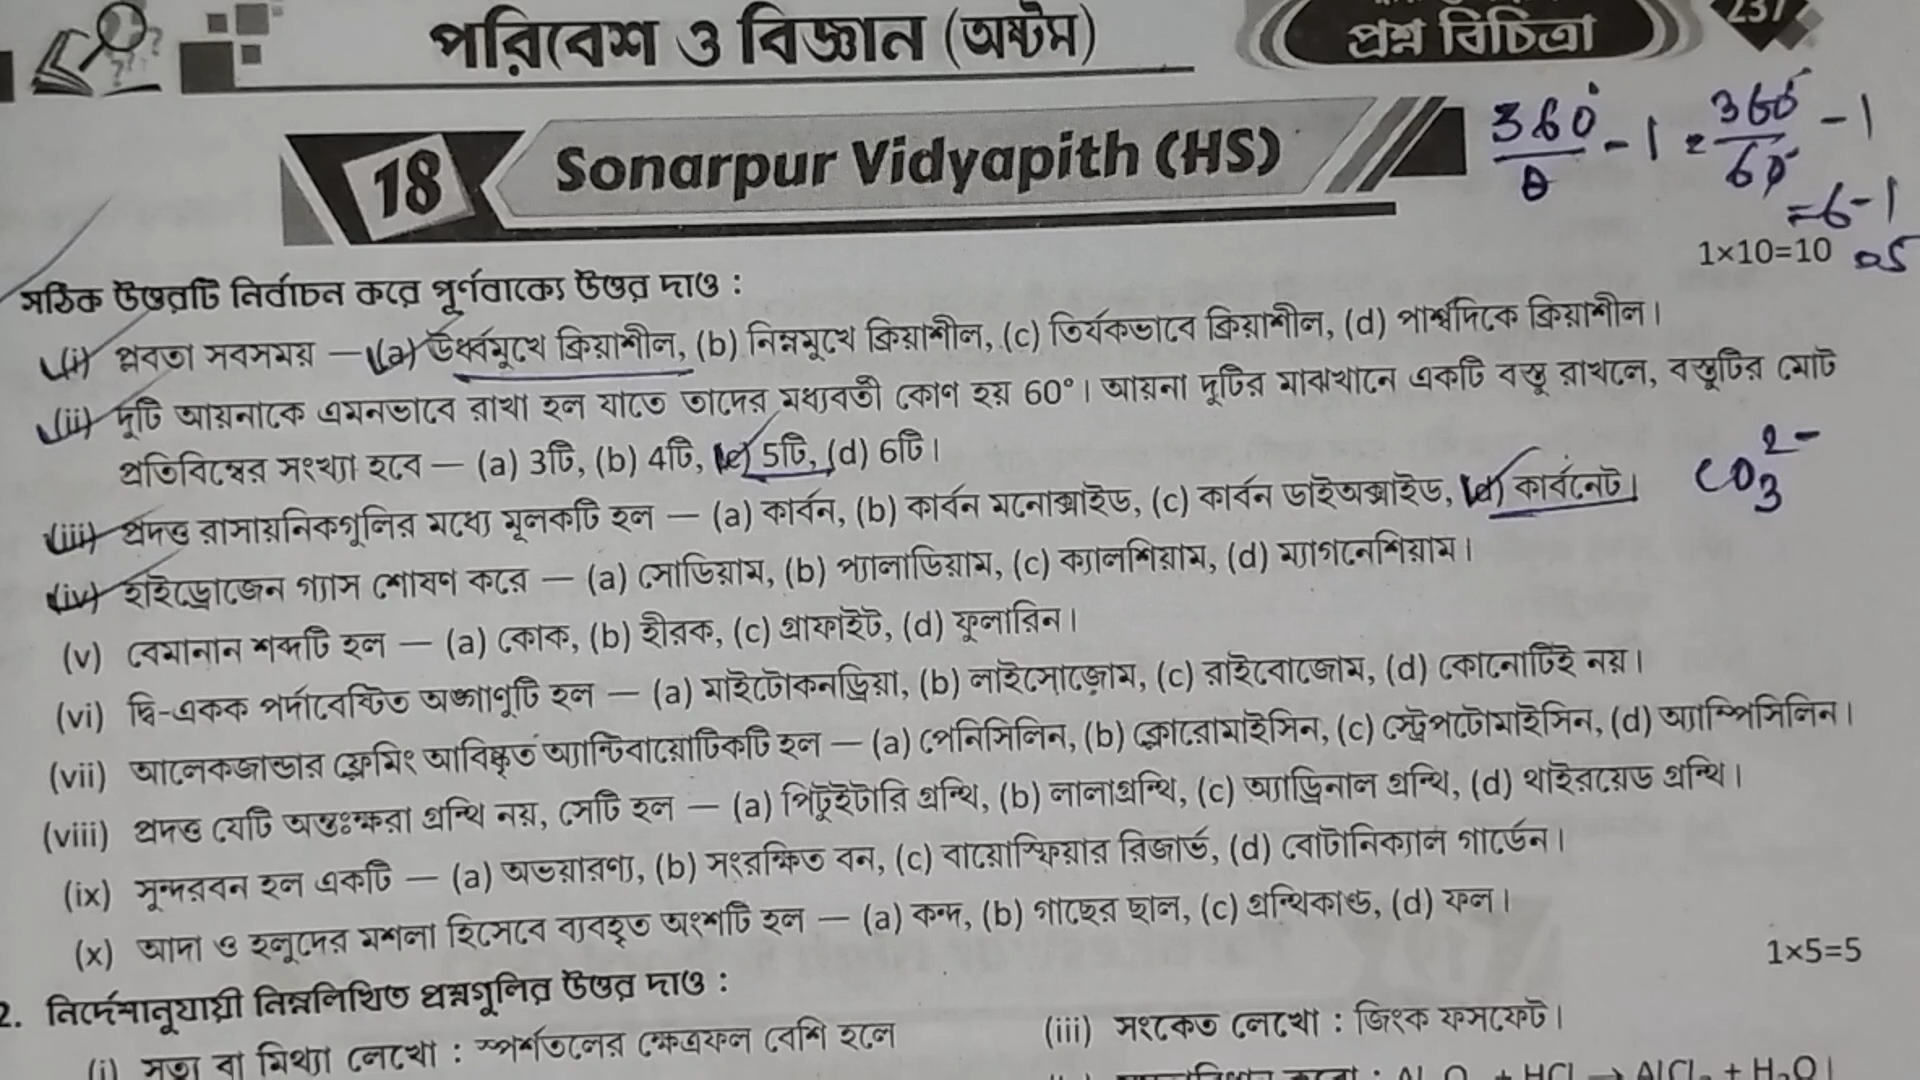 পরিবেশ ও বিজ্ঞান (অষ্টম)
প্রশ্ন বিচিত্রা
237
18 Sonarpur Vidyapith (HS)
360°/θ - 1 = 360°/60° - 1
= 6 - 1
= 5
সঠিক উত্তরটি নির্বাচন করে পূর্ণবাক্যে উত্তর দাও : 1×10=10
(i) প্লবতা সবসময় — (a) ঊর্ধ্বমুখে ক্রিয়াশীল, (b) নিম্নমুখে ক্রিয়াশীল, (c) তির্যকভাবে ক্রিয়াশীল, (d) পার্শ্বদিকে ক্রিয়াশীল।
(ii) দুটি আয়নাকে এমনভাবে রাখা হল যাতে তাদের মধ্যবর্তী কোণ হয় 60°। আয়না দুটির মাঝখানে একটি বস্তু রাখলে, বস্তুটির মোট
প্রতিবিম্বের সংখ্যা হবে — (a) 3টি, (b) 4টি, (c) 5টি, (d) 6টি।
(iii) প্রদত্ত রাসায়নিকগুলির মধ্যে মূলকটি হল — (a) কার্বন, (b) কার্বন মনোক্সাইড, (c) কার্বন ডাইঅক্সাইড, (d) কার্বনেট। CO₃²⁻
(iv) হাইড্রোজেন গ্যাস শোষণ করে — (a) সোডিয়াম, (b) প্যালাডিয়াম, (c) ক্যালশিয়াম, (d) ম্যাগনেশিয়াম।
(v) বেমানান শব্দটি হল — (a) কোক, (b) হীরক, (c) গ্রাফাইট, (d) ফুলারিন।
(vi) দ্বি-একক পর্দাবেষ্টিত অঙ্গাণুটি হল — (a) মাইটোকনড্রিয়া, (b) লাইসোজোম, (c) রাইবোজোম, (d) কোনোটিই নয়।
(vii) আলেকজান্ডার ফ্লেমিং আবিষ্কৃত অ্যান্টিবায়োটিকটি হল — (a) পেনিসিলিন, (b) ক্লোরোমাইসিন, (c) স্ট্রেপটোমাইসিন, (d) অ্যাম্পিসিলিন।
(viii) প্রদত্ত যেটি অন্তঃক্ষরা গ্রন্থি নয়, সেটি হল — (a) পিটুইটারি গ্রন্থি, (b) লালাগ্রন্থি, (c) অ্যাড্রিনাল গ্রন্থি, (d) থাইরয়েড গ্রন্থি।
(ix) সুন্দরবন হল একটি — (a) অভয়ারণ্য, (b) সংরক্ষিত বন, (c) বায়োস্ফিয়ার রিজার্ভ, (d) বোটানিক্যাল গার্ডেন।
(x) আদা ও হলুদের মশলা হিসেবে ব্যবহৃত অংশটি হল — (a) কন্দ, (b) গাছের ছাল, (c) গ্রন্থিকাণ্ড, (d) ফল।
2. নির্দেশানুযায়ী নিম্নলিখিত প্রশ্নগুলির উত্তর দাও : 1×5=5
(i) সত্য বা মিথ্যা লেখো : স্পর্শতলের ক্ষেত্রফল বেশি হলে
(iii) সংকেত লেখো : জিংক ফসফেট।